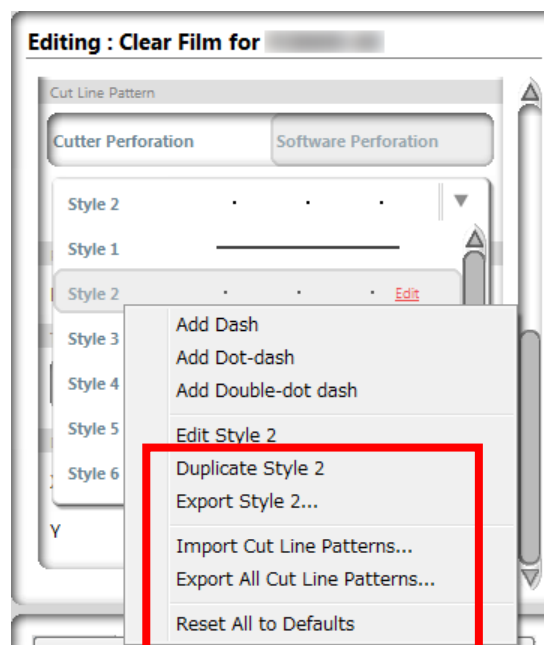 Editing : Clear Film for
Cut Line Pattern
Cutter Perforation
Software Perforation
Style 2
Style 1
Style 2
Edit
Style 3
Style 4
Style 5
Style 6
Y
Add Dash
Add Dot-dash
Add Double-dot dash
Edit Style 2
Duplicate Style 2
Export Style 2...
Import Cut Line Patterns...
Export All Cut Line Patterns...
Reset All to Defaults